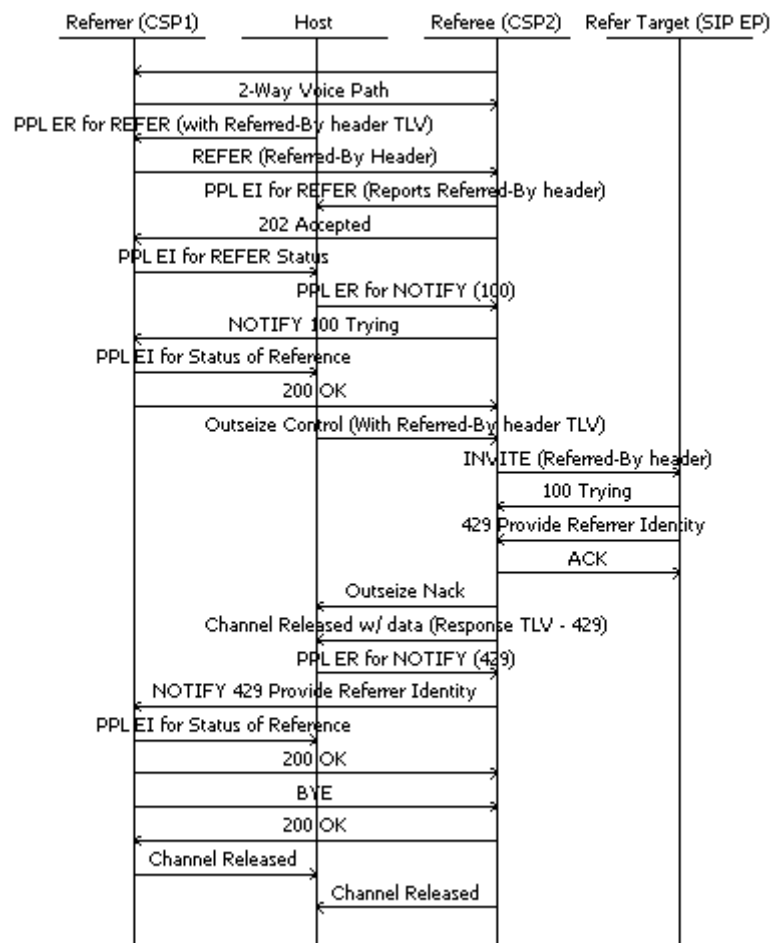 Referrer (CSP1) Host Referee (CSP2) Refer Target (SIP EP)
2-Way Voice Path
PPL ER for REFER (with Referred-By header TLV)
REFER (Referred-By Header)
PPL EI for REFER (Reports Referred-By header)
202 Accepted
PPL EI for REFER Status
PPL ER for NOTIFY (100)
NOTIFY 100 Trying
PPL EI for Status of Reference
200 OK
Outseize Control (With Referred-By header TLV)
INVITE (Referred-By header)
100 Trying
429 Provide Referrer Identity
ACK
Outseize Nack
Channel Released w/ data (Response TLV - 429)
PPL ER for NOTIFY (429)
NOTIFY 429 Provide Referrer Identity
PPL EI for Status of Reference
200 OK
BYE
200 OK
Channel Released
Channel Released